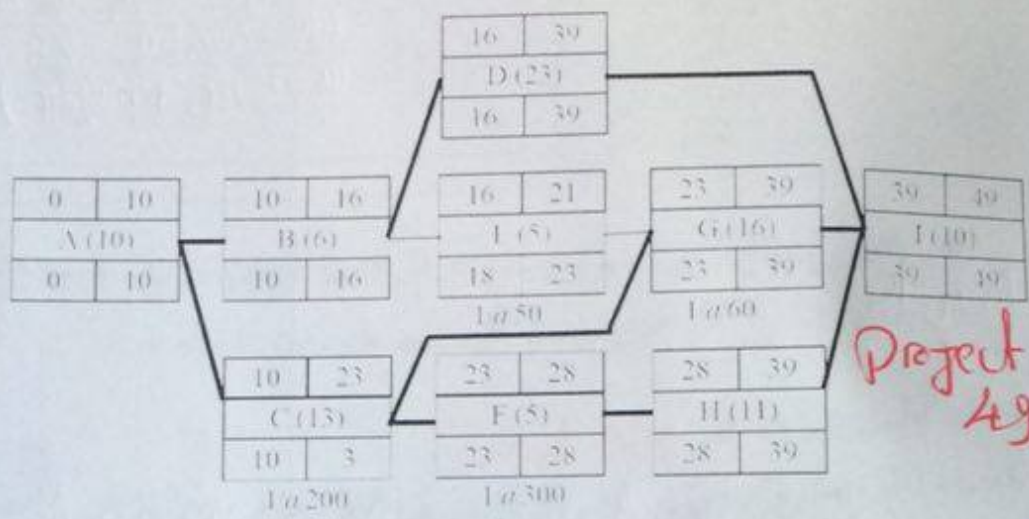 16 39
D (23)
16 39
0 10
A (10)
0 10
10 16
B (6)
10 16
16 21
(5)
18 23
1@50
23 39
G (16)
23 39
1@60
39 49
I (10)
39 49
10 23
C (13)
10 3
1@200
23 28
F (5)
23 28
1@300
28 39
H (11)
28 39
Project
49